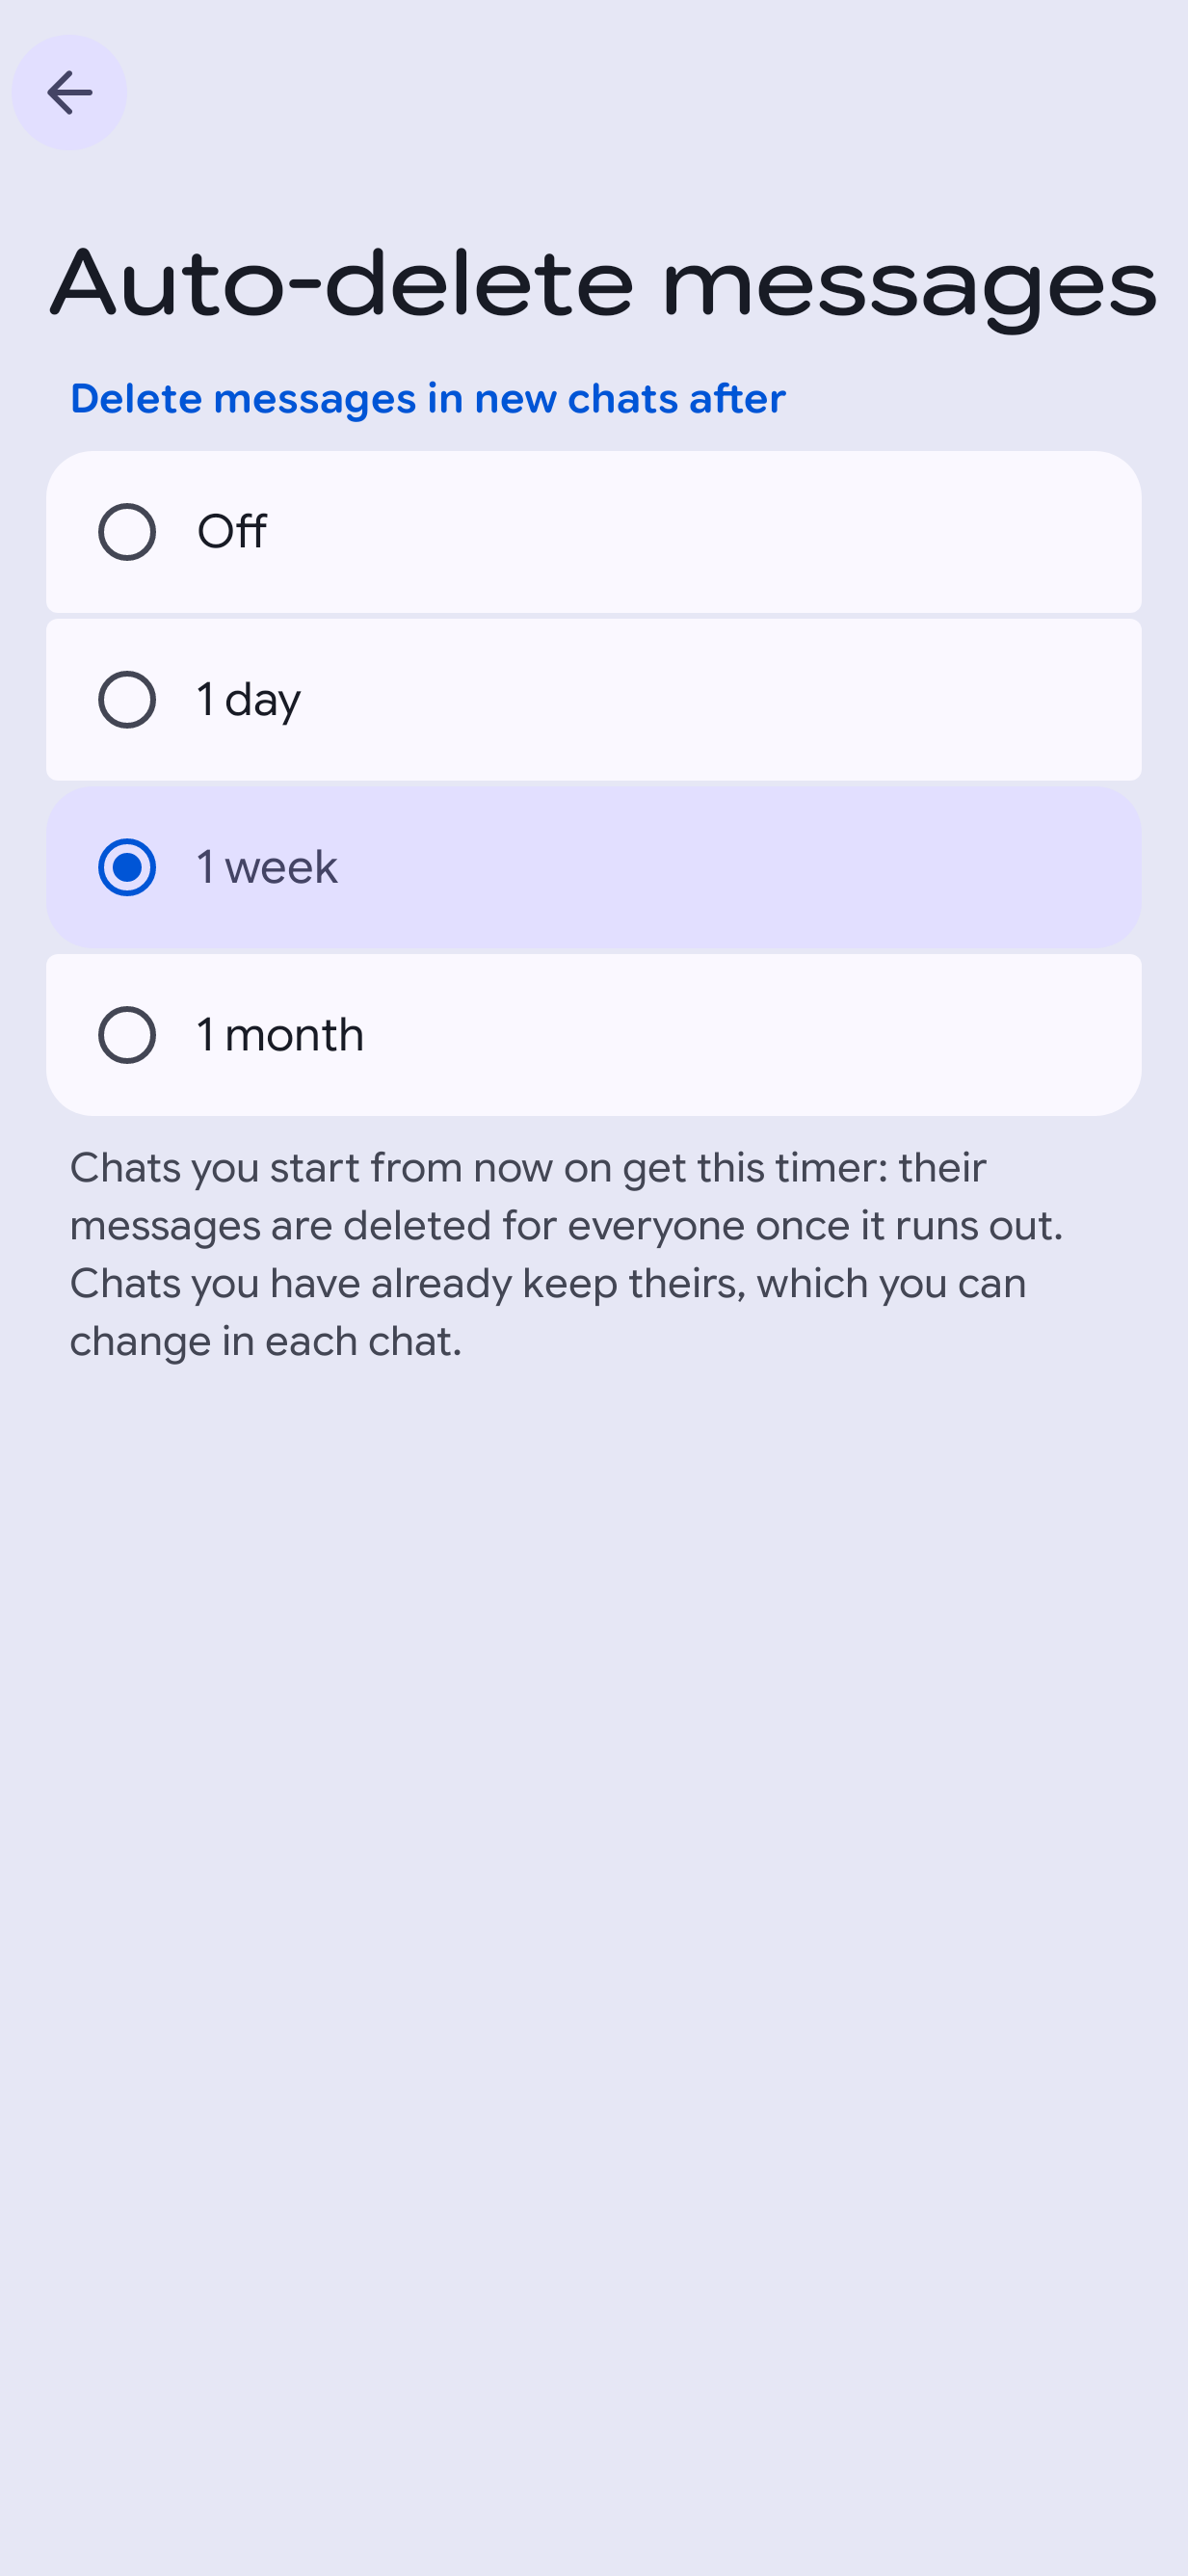 Auto-delete messages
Delete messages in new chats after
Off
1 day
1 week
1 month
Chats you start from now on get this timer: their
messages are deleted for everyone once it runs out.
Chats you have already keep theirs, which you can
change in each chat.